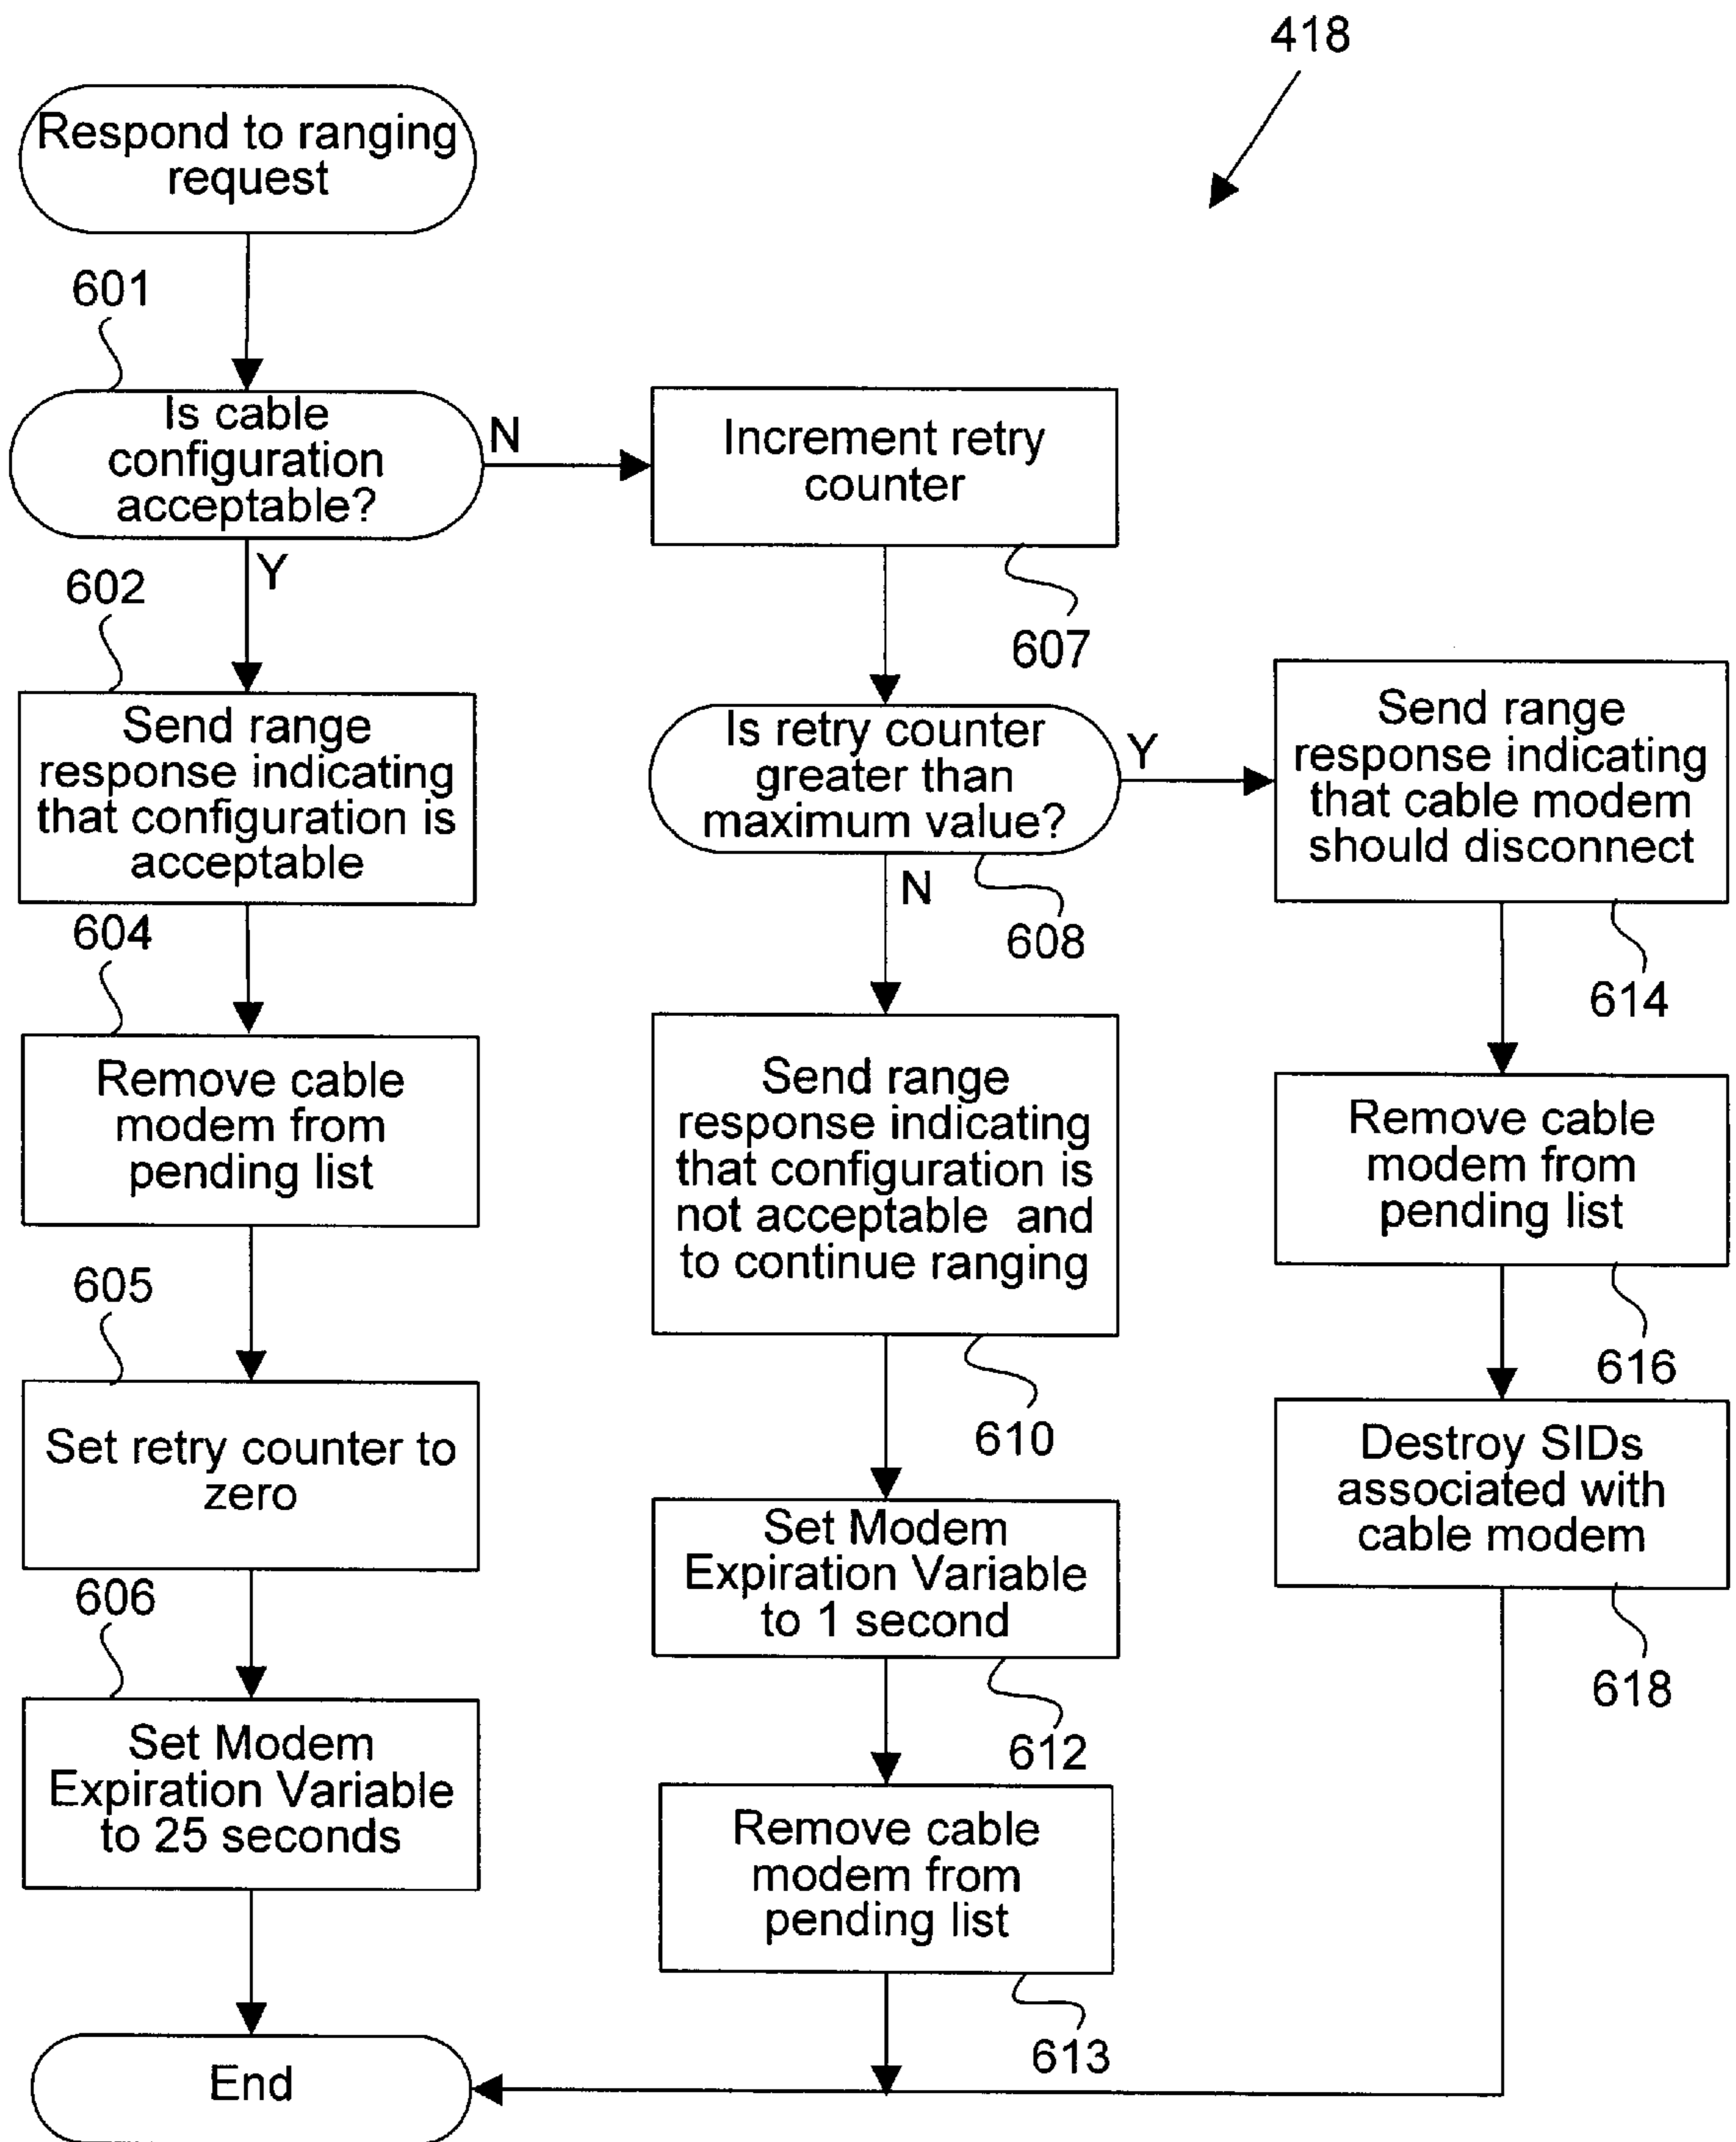 418
Respond to ranging
request
601
Is cable
configuration
acceptable?
N
Increment retry
counter
607
Y
602
Send range
response indicating
that configuration is
acceptable
Is retry counter
greater than
maximum value?
Y
608
N
Send range
response indicating
that cable modem
should disconnect
614
604
Remove cable
modem from
pending list
Send range
response indicating
that configuration is
not acceptable and
to continue ranging
610
Remove cable
modem from
pending list
616
605
Set retry counter to
zero
Set Modem
Expiration Variable
to 1 second
612
Destroy SIDs
associated with
cable modem
618
606
Set Modem
Expiration Variable
to 25 seconds
Remove cable
modem from
pending list
613
End